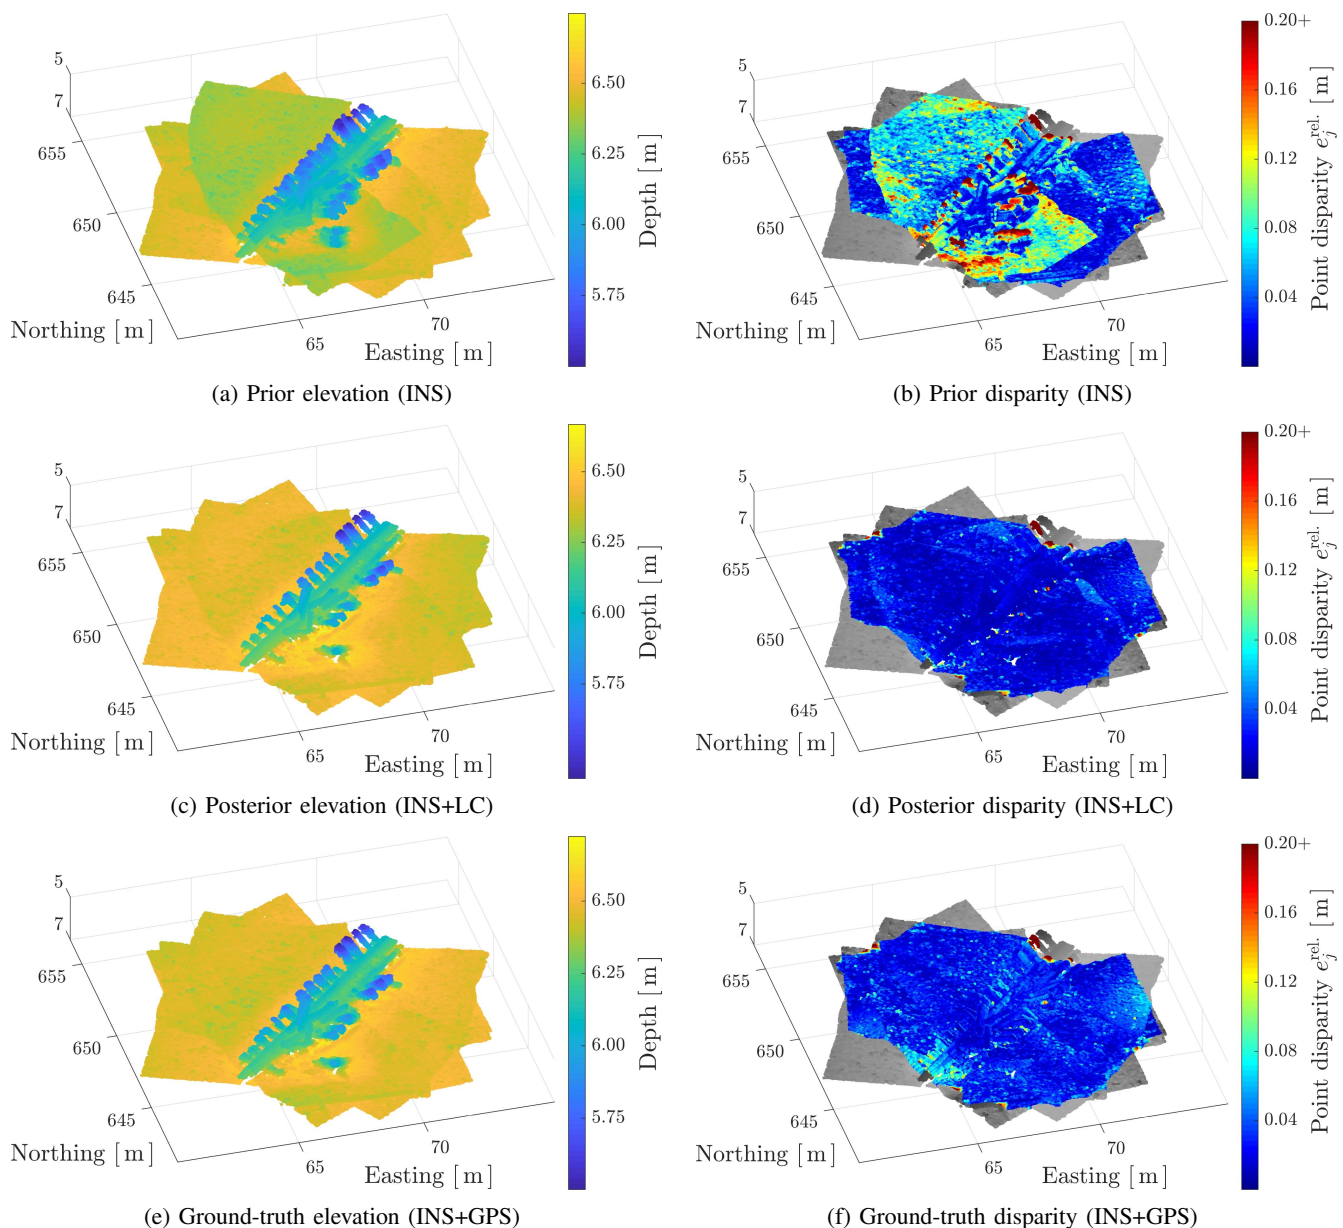 5
7
655
650
645
Northing [m]
65
70
Easting [m]
6.50
6.25
6.00
5.75
Depth [m]
(a) Prior elevation (INS)
5
7
655
650
645
Northing [m]
65
70
Easting [m]
0.20+
0.16
0.12
0.08
0.04
Point disparity e_j^rel. [m]
(b) Prior disparity (INS)
5
7
655
650
645
Northing [m]
65
70
Easting [m]
6.50
6.25
6.00
5.75
Depth [m]
(c) Posterior elevation (INS+LC)
5
7
655
650
645
Northing [m]
65
70
Easting [m]
0.20+
0.16
0.12
0.08
0.04
Point disparity e_j^rel. [m]
(d) Posterior disparity (INS+LC)
5
7
655
650
645
Northing [m]
65
70
Easting [m]
6.50
6.25
6.00
5.75
Depth [m]
(e) Ground-truth elevation (INS+GPS)
5
7
655
650
645
Northing [m]
65
70
Easting [m]
0.20+
0.16
0.12
0.08
0.04
Point disparity e_j^rel. [m]
(f) Ground-truth disparity (INS+GPS)